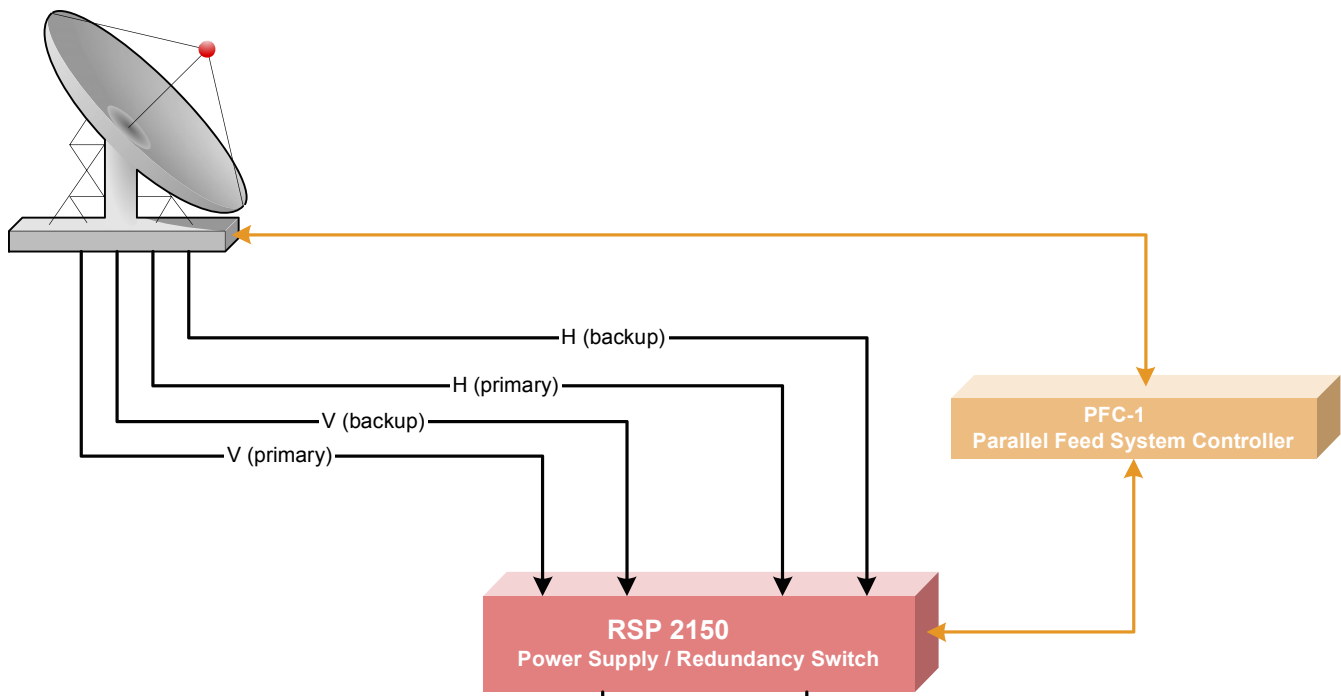 H (backup)
H (primary)
V (backup)
V (primary)
PFC-1
Parallel Feed System Controller
RSP 2150
Power Supply / Redundancy Switch